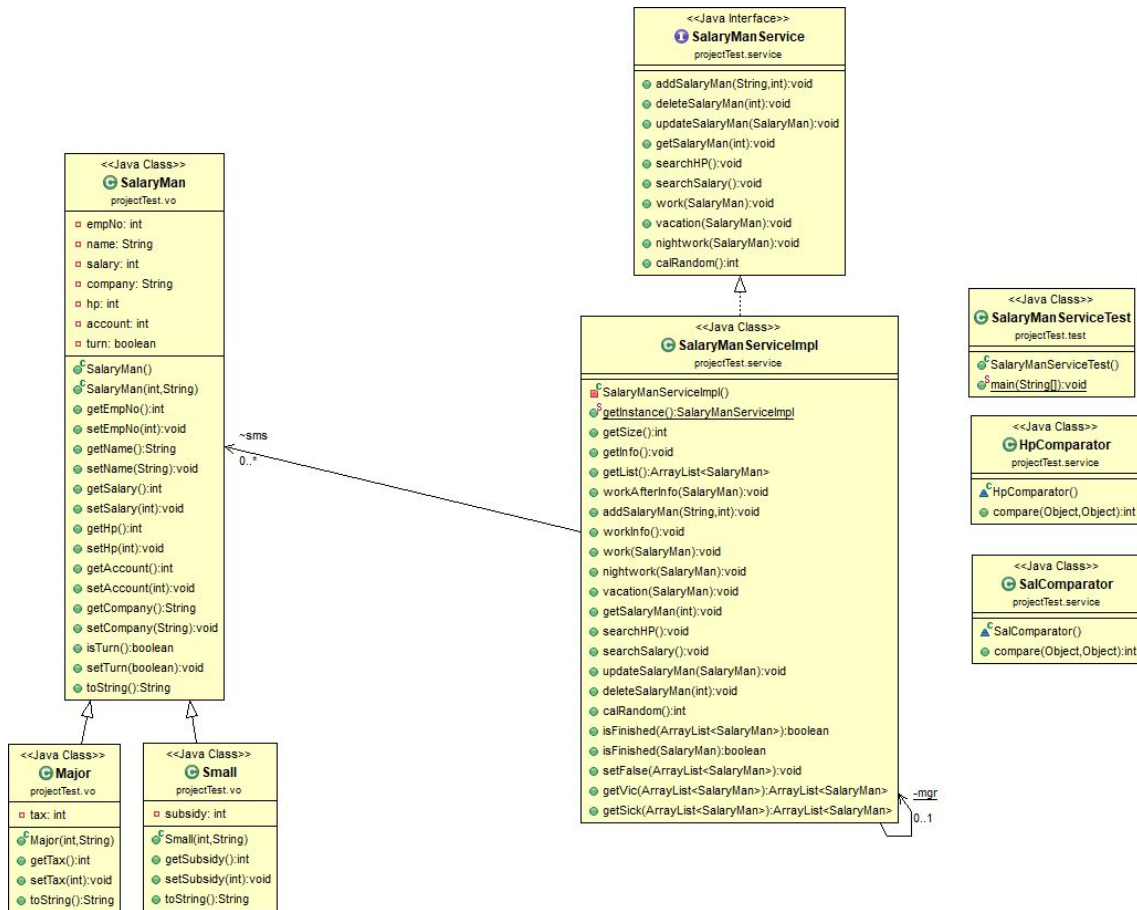 <<Java Interface>>
SalaryManService
projectTest.service
addSalaryMan(String,int):void
deleteSalaryMan(int):void
updateSalaryMan(SalaryMan):void
getSalaryMan(int):void
searchHP():void
searchSalary():void
work(SalaryMan):void
vacation(SalaryMan):void
nightwork(SalaryMan):void
calRandom():int
<<Java Class>>
SalaryMan
projectTest.vo
empNo: int
name: String
salary: int
company: String
hp: int
account: int
turn: boolean
SalaryMan()
SalaryMan(int,String)
getEmpNo():int
setEmpNo(int):void
getName():String
setName(String):void
getSalary():int
setSalary(int):void
getHp():int
setHp(int):void
getAccount():int
setAccount(int):void
getCompany():String
setCompany(String):void
isTurn():boolean
setTurn(boolean):void
toString():String
~sms
0..*
<<Java Class>>
SalaryManServiceImpl
projectTest.service
SalaryManServiceImpl()
getInstance():SalaryManServiceImpl
getSize():int
getInfo():void
getList():ArrayList<SalaryMan>
workAfterInfo(SalaryMan):void
addSalaryMan(String,int):void
workInfo():void
work(SalaryMan):void
nightwork(SalaryMan):void
vacation(SalaryMan):void
getSalaryMan(int):void
searchHP():void
searchSalary():void
updateSalaryMan(SalaryMan):void
deleteSalaryMan(int):void
calRandom():int
isFinished(ArrayList<SalaryMan>):boolean
isFinished(SalaryMan):boolean
setFalse(ArrayList<SalaryMan>):void
getVic(ArrayList<SalaryMan>):ArrayList<SalaryMan>
getSick(ArrayList<SalaryMan>):ArrayList<SalaryMan>
-mgr
0..1
<<Java Class>>
SalaryManServiceTest
projectTest.test
SalaryManServiceTest()
main(String[]):void
<<Java Class>>
HpComparator
projectTest.service
HpComparator()
compare(Object,Object):int
<<Java Class>>
SalComparator
projectTest.service
SalComparator()
compare(Object,Object):int
<<Java Class>>
Major
projectTest.vo
tax: int
Major(int,String)
getTax():int
setTax(int):void
toString():String
<<Java Class>>
Small
projectTest.vo
subsidy: int
Small(int,String)
getSubsidy():int
setSubsidy(int):void
toString():String